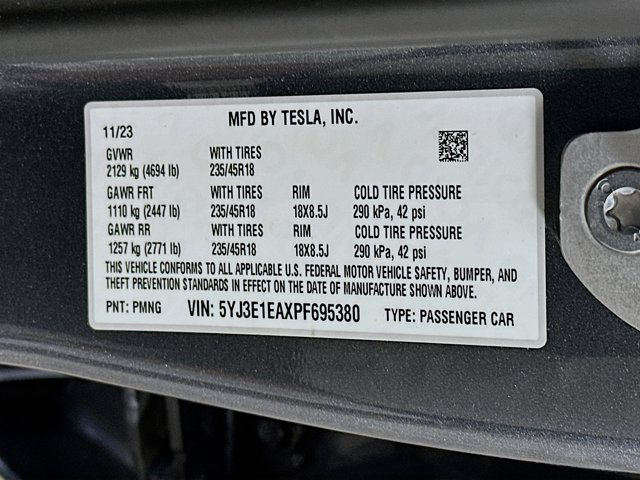 MFD BY TESLA, INC.
11/23
GVWR WITH TIRES
2129 kg (4694 lb) 235/45R18
GAWR FRT WITH TIRES RIM COLD TIRE PRESSURE
1110 kg (2447 lb) 235/45R18 18X8.5J 290 kPa, 42 psi
GAWR RR WITH TIRES RIM COLD TIRE PRESSURE
1257 kg (2771 lb) 235/45R18 18X8.5J 290 kPa, 42 psi
THIS VEHICLE CONFORMS TO ALL APPLICABLE U.S. FEDERAL MOTOR VEHICLE SAFETY, BUMPER, AND
THEFT PREVENTION STANDARDS IN EFFECT ON THE DATE OF MANUFACTURE SHOWN ABOVE.
PNT: PMNG VIN: 5YJ3E1EAXPF695380 TYPE: PASSENGER CAR